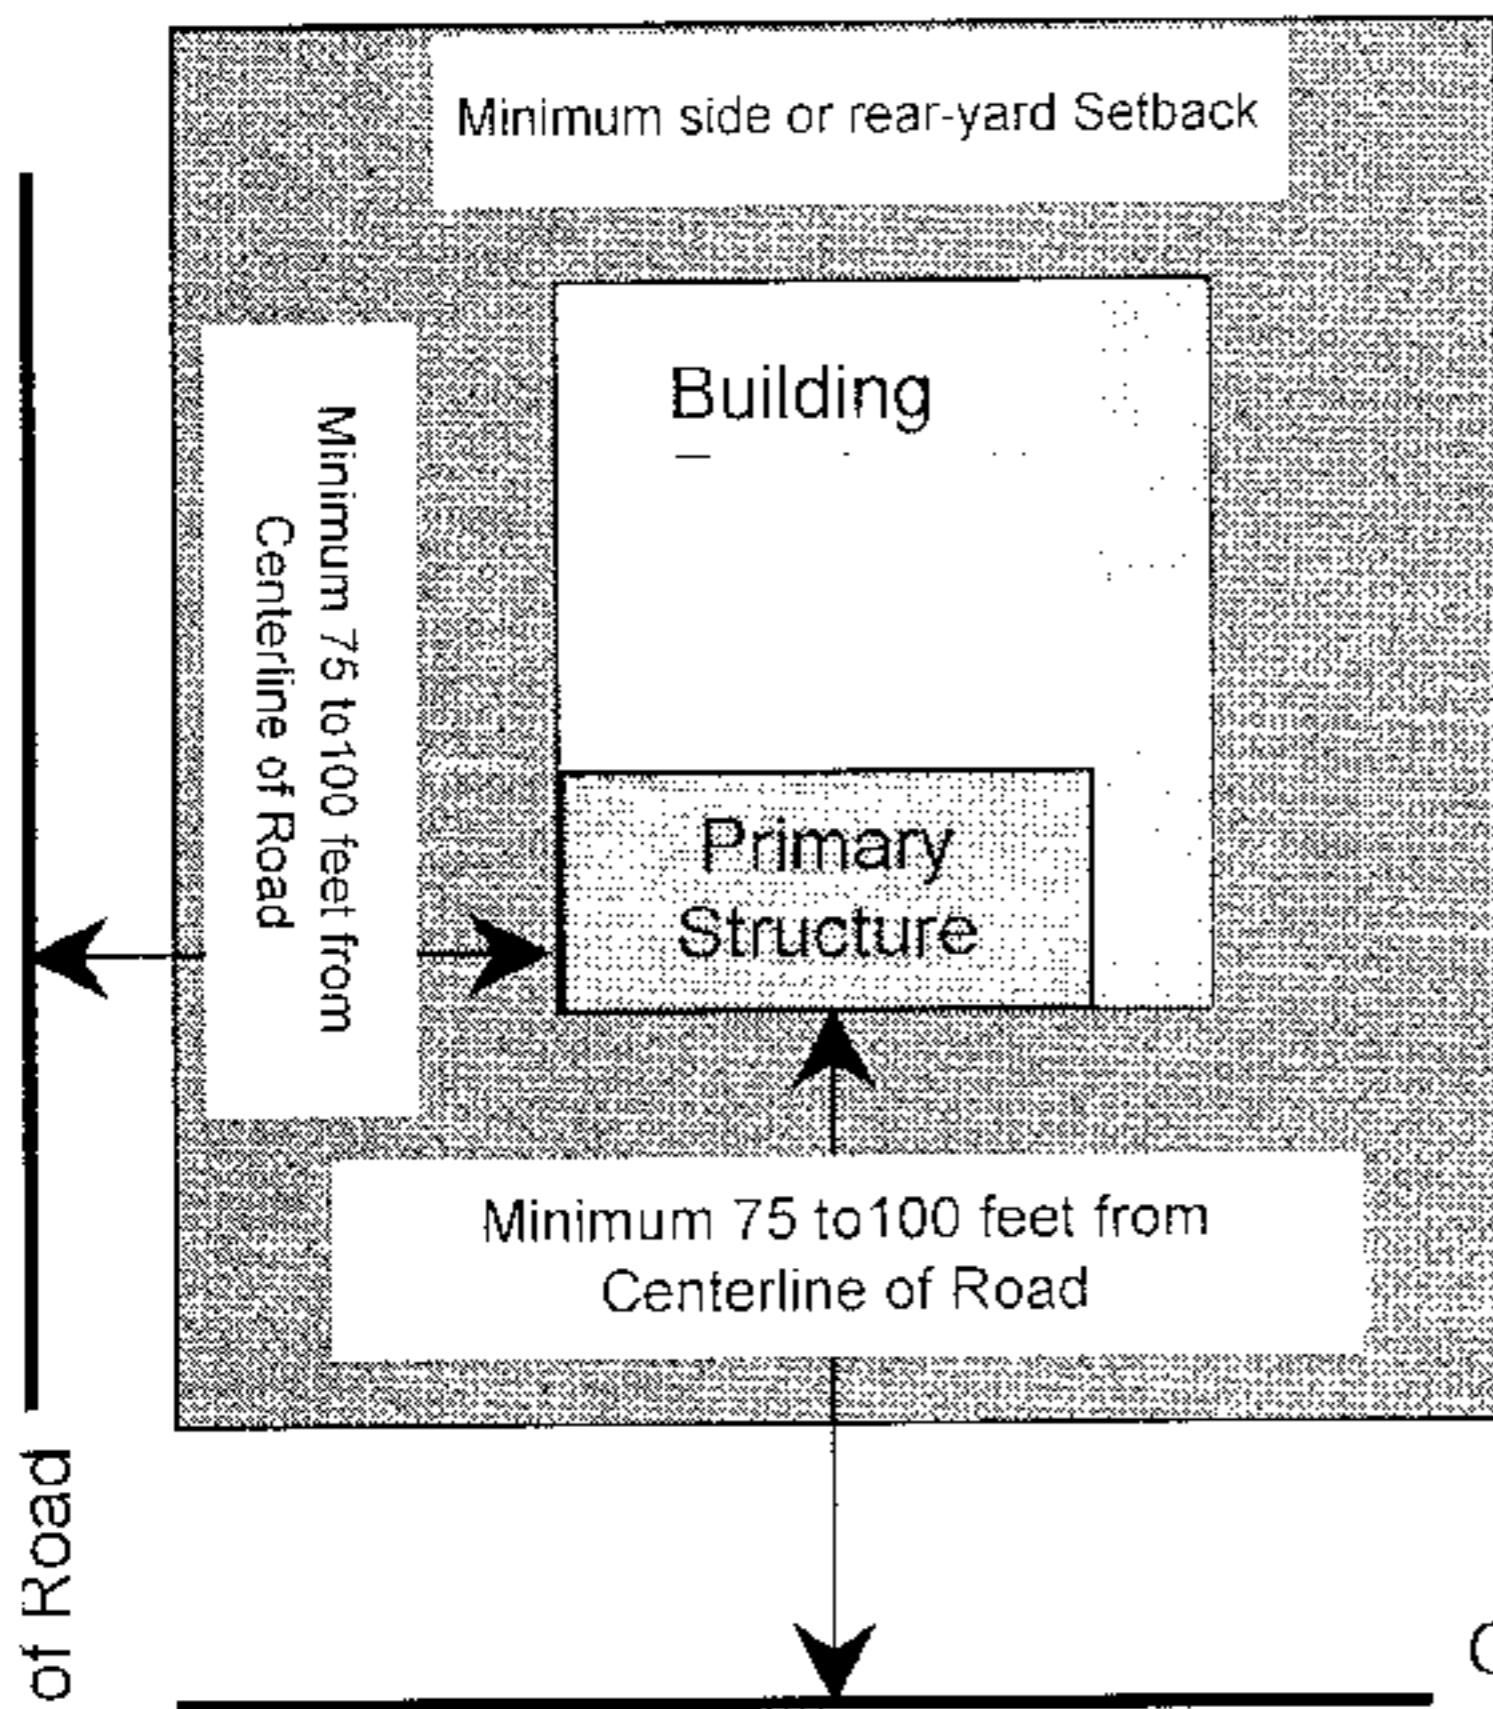 Minimum side or rear-yard Setback
Building
Minimum 75 to100 feet from
Centerline of Road
Primary
Structure
Minimum 75 to100 feet from
Centerline of Road
of Road